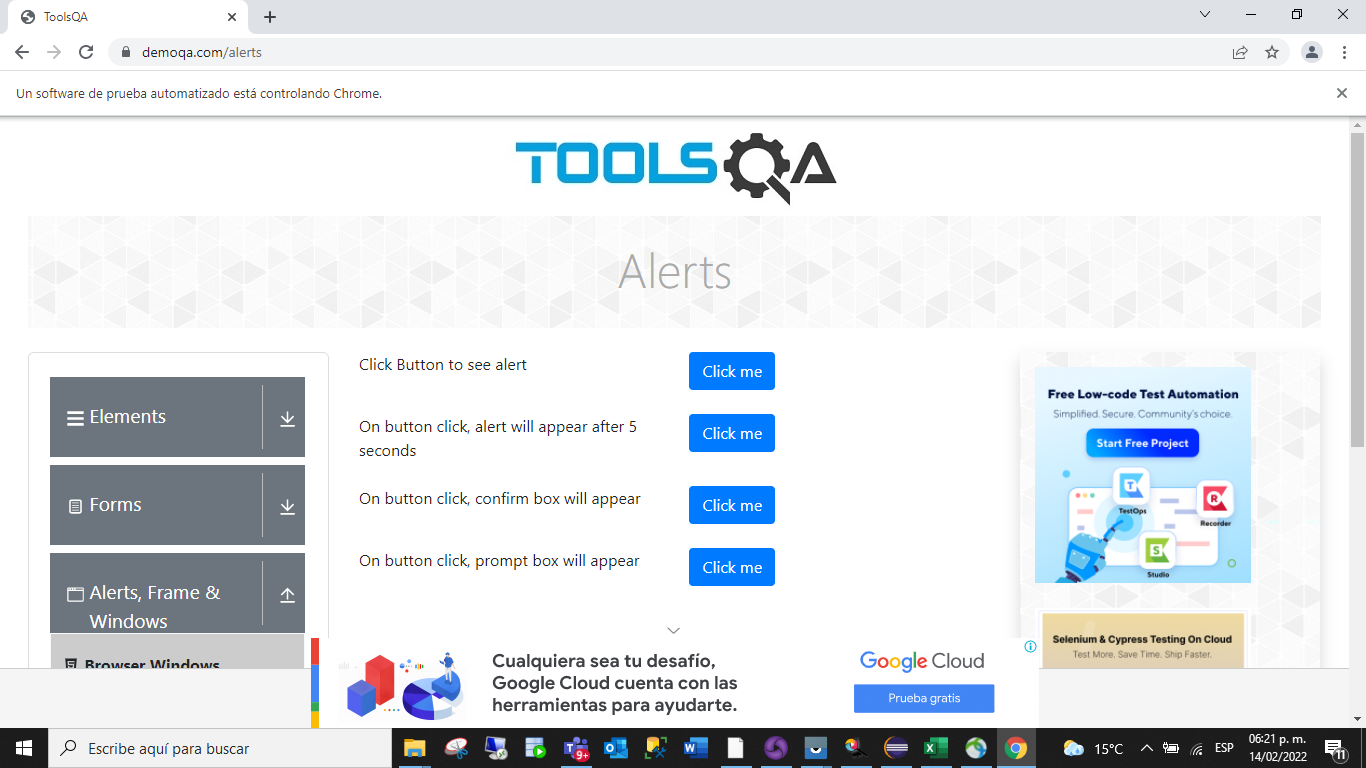 ToolsQA
demoqa.com/alerts
Un software de prueba automatizado está controlando Chrome.
TOOLSQA
Alerts
Elements
Forms
Alerts, Frame &
Windows
Browser Windows
Click Button to see alert
Click me
On button click, alert will appear after 5
seconds
Click me
On button click, confirm box will appear
Click me
On button click, prompt box will appear
Click me
Free Low-code Test Automation
Simplified. Secure. Community's choice.
Start Free Project
TestOps
Recorder
Studio
Selenium & Cypress Testing On Cloud
Test More. Save Time. Ship Faster.
Cualquiera sea tu desafío,
Google Cloud cuenta con las
herramientas para ayudarte.
Google Cloud
Prueba gratis
Escribe aquí para buscar
9+
15°C
ESP
06:21 p. m.
14/02/2022
11